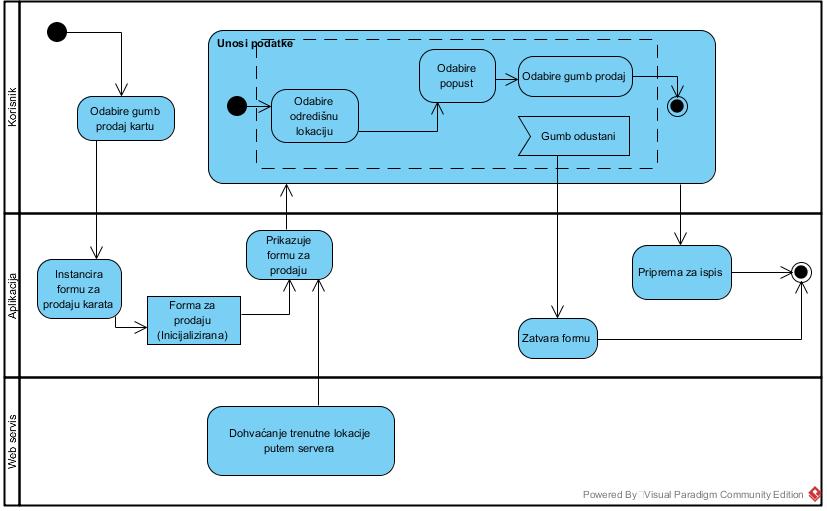 Korisnik
Odabire gumb
prodaj kartu
Unosi podatke
Odabire
odredišnu
lokaciju
Odabire
popust
Odabire gumb prodaj
Gumb odustani
Aplikacija
Instancira
formu za
prodaju karata
Forma za
prodaju
(Inicijalizirana)
Prikazuje
formu za
prodaju
Priprema za ispis
Zatvara formu
Web servis
Dohvaćanje trenutne lokacije
putem servera
Powered By Visual Paradigm Community Edition